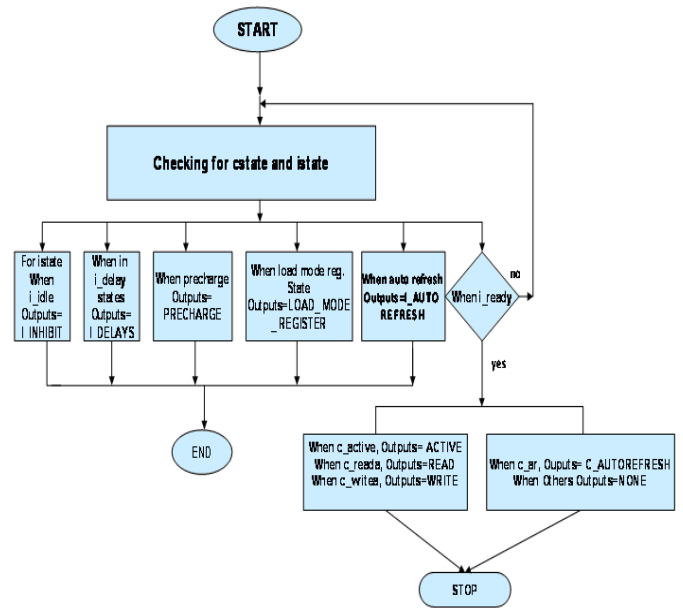 START
Checking for cstate and istate
For istate
When
i_idle
Outputs=
I_INHIBIT
When in
i_delay
states
Outputs=
I_DELAYS
When precharge
Outputs=
PRECHARGE
When load mode reg.
State
Outputs=LOAD_MODE
_REGISTER
When auto refresh
Outputs=I_AUTO
REFRESH
When i_ready
no
yes
END
When c_active, Outputs= ACTIVE
When c_reada, Outputs=READ
When c_writea, Outputs=WRITE
When c_ar, Ouputs= C_AUTOREFRESH
When Others Outputs=NONE
STOP